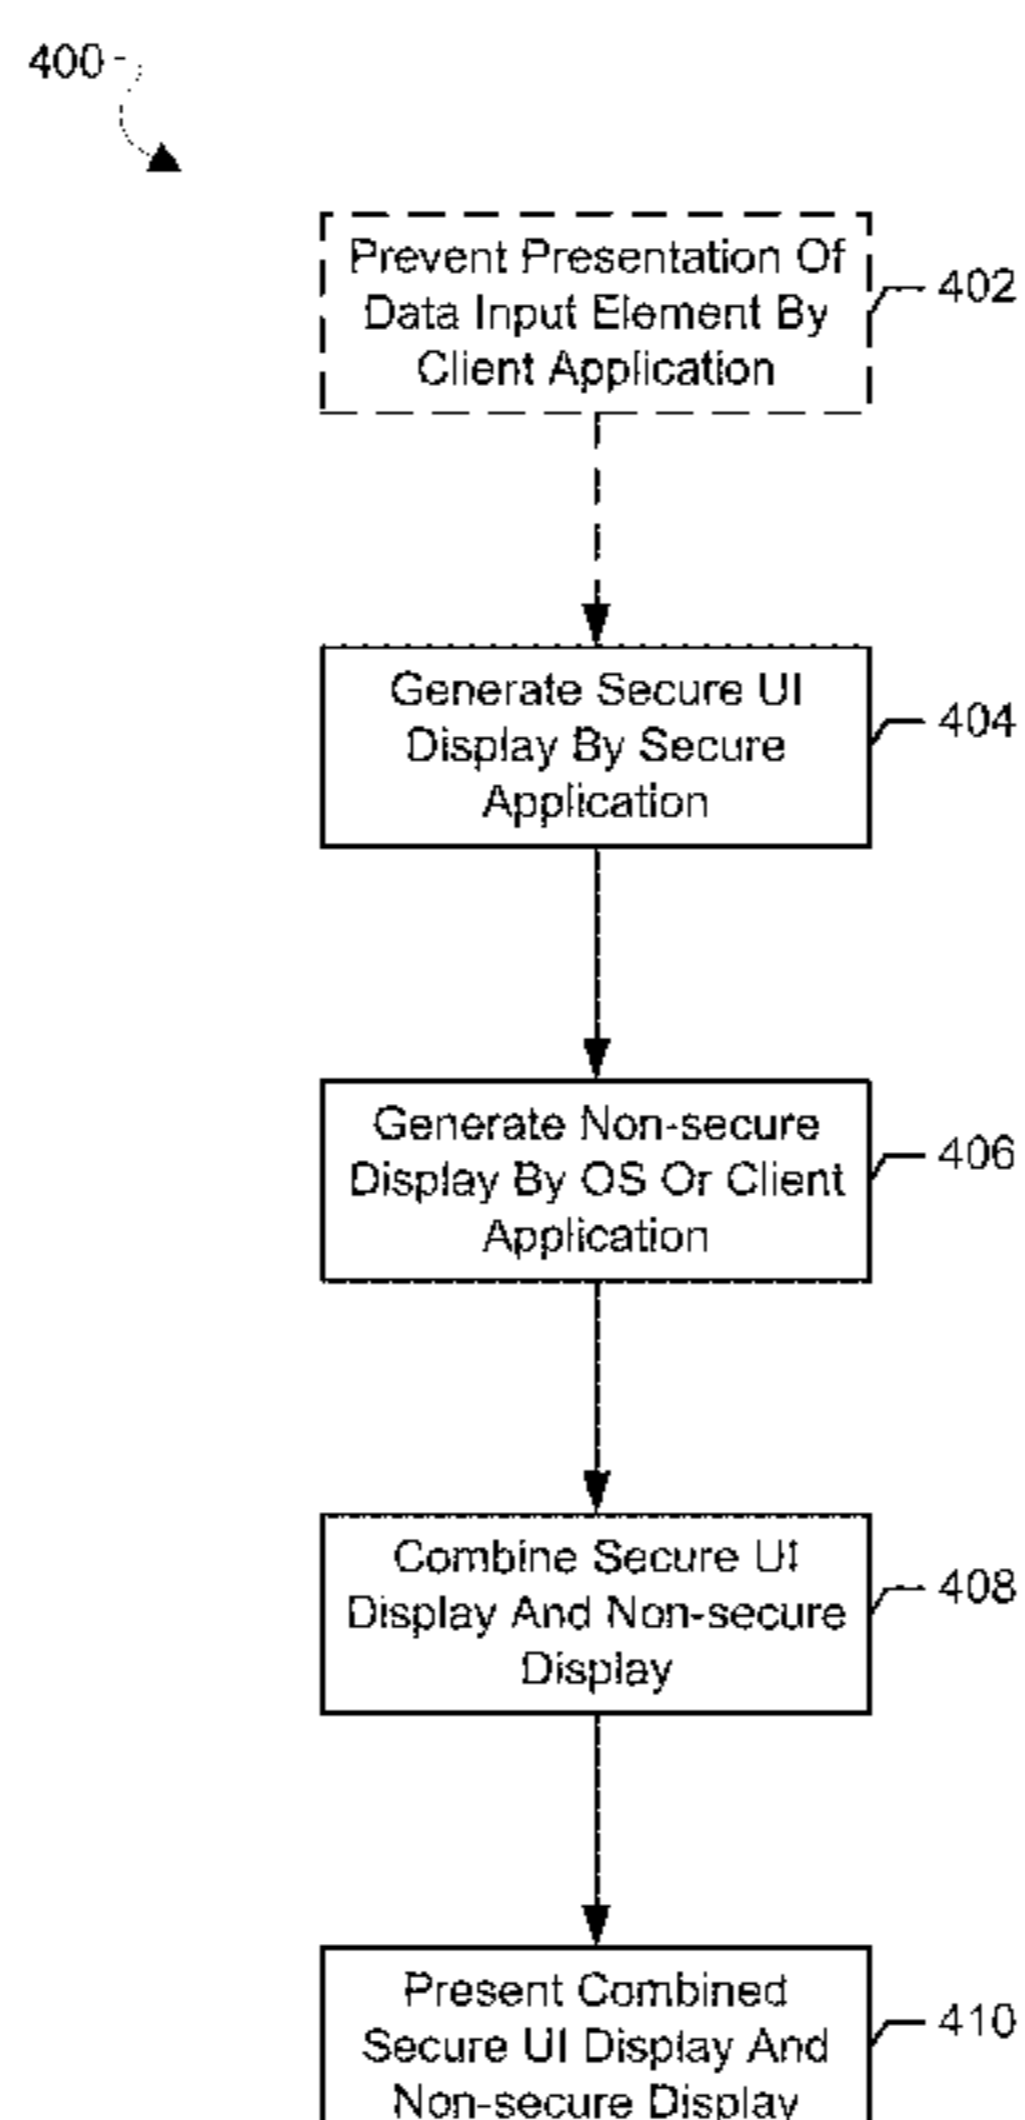 400
Prevent Presentation Of
Data Input Element By
Client Application
402
Generate Secure UI
Display By Secure
Application
404
Generate Non-secure
Display By OS Or Client
Application
406
Combine Secure UI
Display And Non-secure
Display
408
Present Combined
Secure UI Display And
Non-secure Display
410